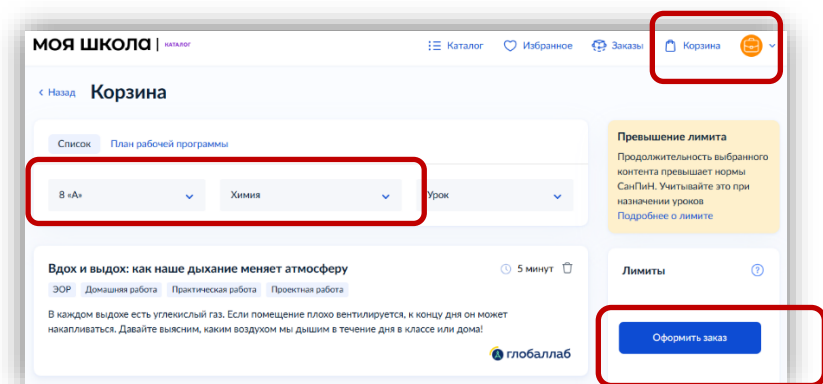 МОЯ ШКОЛА | КАТАЛОГ
Каталог
Избранное
Заказы
Корзина
Назад
Корзина
Список
План рабочей программы
8 «А»
Химия
Урок
Превышение лимита
Продолжительность выбранного
контента превышает нормы
СанПиН. Учитывайте это при
назначении уроков
Подробнее о лимите
Вдох и выдох: как наше дыхание меняет атмосферу
5 минут
ЭОР Домашняя работа Практическая работа Проектная работа
В каждом выдохе есть углекислый газ. Если помещение плохо вентилируется, к концу дня он может
накапливаться. Давайте выясним, каким воздухом мы дышим в течение дня в классе или дома!
глобаллаб
Лимиты
?
Оформить заказ